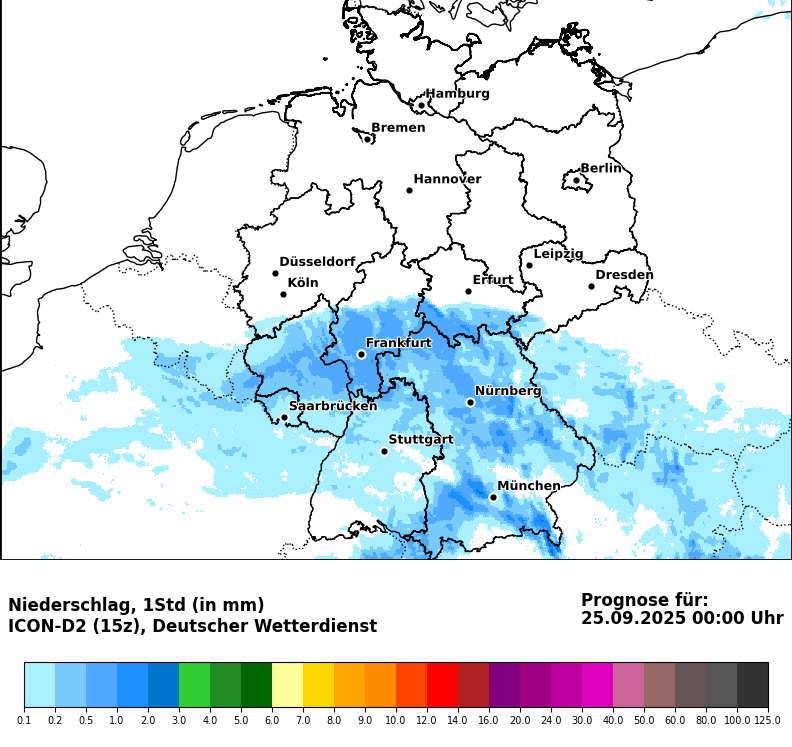 Hamburg
Bremen
Berlin
Hannover
Leipzig
Düsseldorf
Dresden
Köln
Erfurt
Frankfurt
Nürnberg
Saarbrücken
Stuttgart
München
Niederschlag, 1Std (in mm)
ICON-D2 (15z), Deutscher Wetterdienst
Prognose für:
25.09.2025 00:00 Uhr
0.1 0.2 0.5 1.0 2.0 3.0 4.0 5.0 6.0 7.0 8.0 9.0 10.0 12.0 14.0 16.0 20.0 24.0 30.0 40.0 50.0 60.0 80.0 100.0 125.0